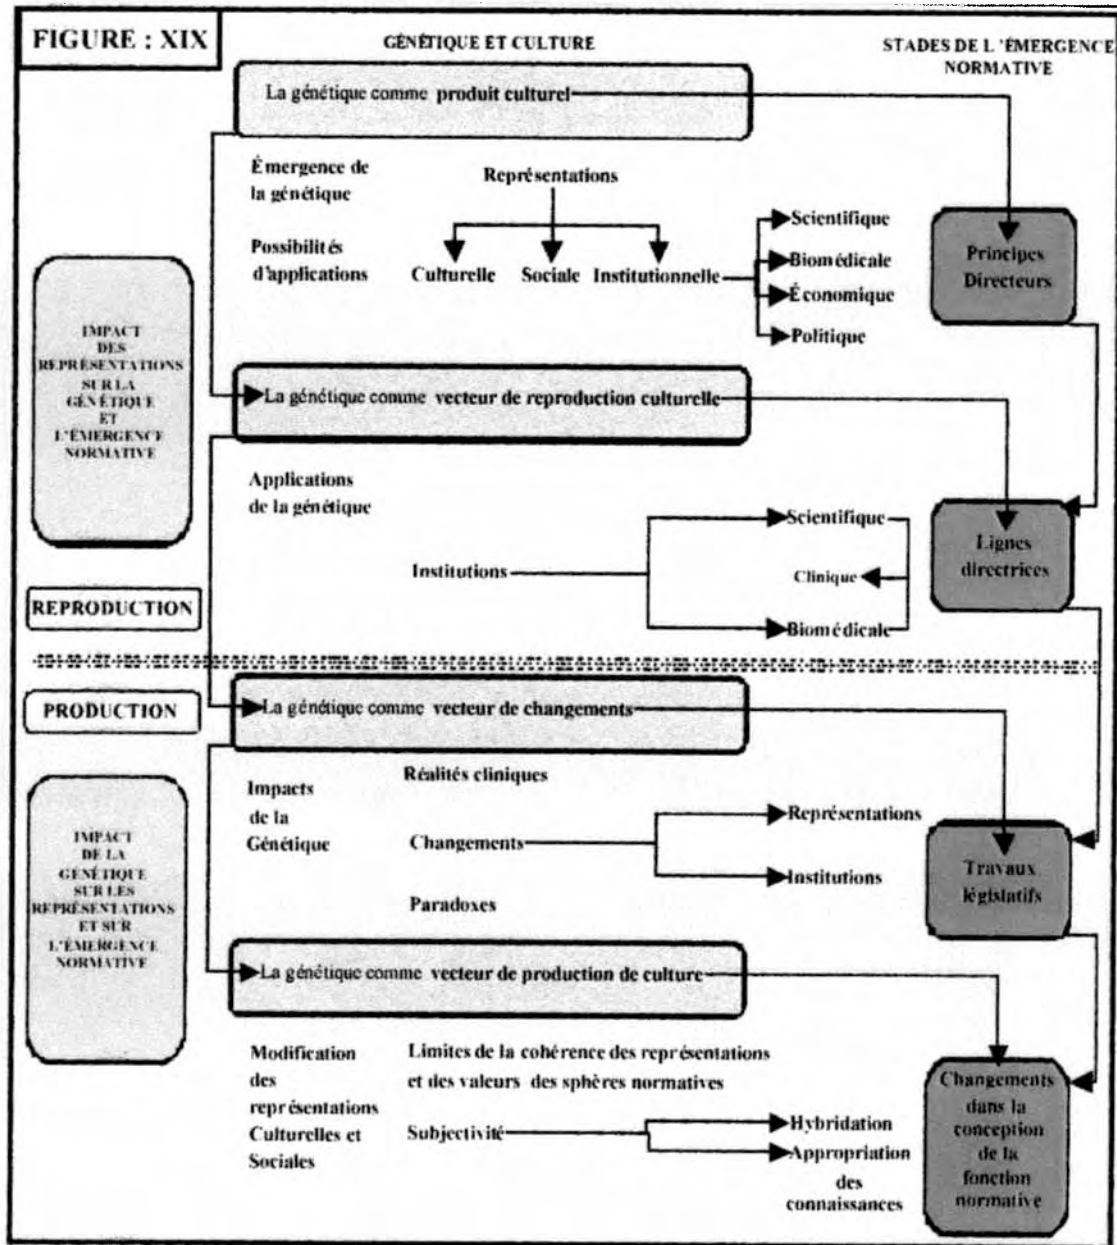 FIGURE : XIX
GÉNÉTIQUE ET CULTURE
STADES DE L 'ÉMERGENCE
NORMATIVE
La génétique comme produit culturel
Émergence de
la génétique
Possibilités
d'applications
Représentations
Culturelle
Sociale
Institutionnelle
Scientifique
Biomédicale
Économique
Politique
Principes
Directeurs
IMPACT
DES
REPRÉSENTATIONS
SUR LA
GÉNÉTIQUE
ET
L'ÉMERGENCE
NORMATIVE
La génétique comme vecteur de reproduction culturelle
Applications
de la génétique
Institutions
Scientifique
Clinique
Biomédicale
Lignes
directrices
REPRODUCTION
PRODUCTION
La génétique comme vecteur de changements
Impacts
de la
Génétique
Réalités cliniques
Changements
Paradoxes
Représentations
Institutions
Travaux
législatifs
IMPACT
DE LA
GÉNÉTIQUE
SUR LES
REPRÉSENTATIONS
ET SUR
L'ÉMERGENCE
NORMATIVE
La génétique comme vecteur de production de culture
Modification
des
représentations
Culturelles et
Sociales
Limites de la cohérence des représentations
et des valeurs des sphères normatives
Subjectivité
Hybridation
Appropriation
des
connaissances
Changements
dans la
conception
de la
fonction
normative